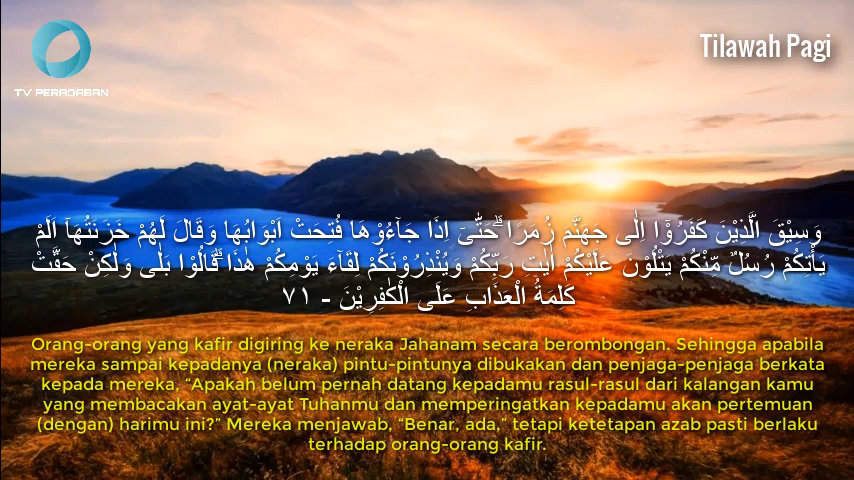 TV PERADABAN
Tilawah Pagi
وَسِيْقَ الَّذِيْنَ كَفَرُوْٓا اِلٰى جَهَنَّمَ زُمَرًا ۗحَتّٰىٓ اِذَا جَاۤءُوْهَا فُتِحَتْ اَبْوَابُهَا وَقَالَ لَهُمْ خَزَنَتُهَآ اَلَمْ
يَأْتِكُمْ رُسُلٌ مِّنْكُمْ يَتْلُوْنَ عَلَيْكُمْ اٰيٰتِ رَبِّكُمْ وَيُنْذِرُوْنَكُمْ لِقَاۤءَ يَوْمِكُمْ هٰذَا ۗقَالُوْا بَلٰى وَلٰكِنْ حَقَّتْ
كَلِمَةُ الْعَذَابِ عَلَى الْكٰفِرِيْنَ - ٧١
Orang-orang yang kafir digiring ke neraka Jahanam secara berombongan. Sehingga apabila
mereka sampai kepadanya (neraka) pintu-pintunya dibukakan dan penjaga-penjaga berkata
kepada mereka, “Apakah belum pernah datang kepadamu rasul-rasul dari kalangan kamu
yang membacakan ayat-ayat Tuhanmu dan memperingatkan kepadamu akan pertemuan
(dengan) harimu ini?” Mereka menjawab, “Benar, ada,” tetapi ketetapan azab pasti berlaku
terhadap orang-orang kafir.